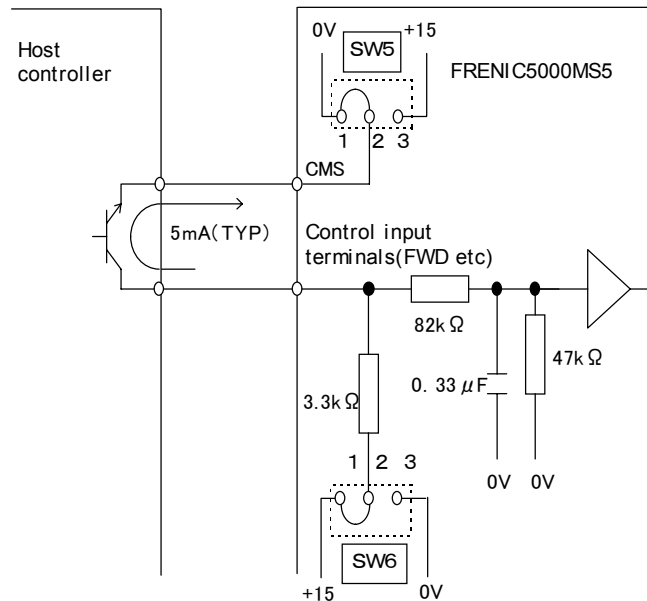 Host
controller
0V
+15
SW5
FRENIC5000MS5
1 2 3
CMS
5mA(TYP)
Control input
terminals(FWD etc)
82kΩ
3.3kΩ
0.33μF
47kΩ
0V 0V
1 2 3
SW6
+15
0V